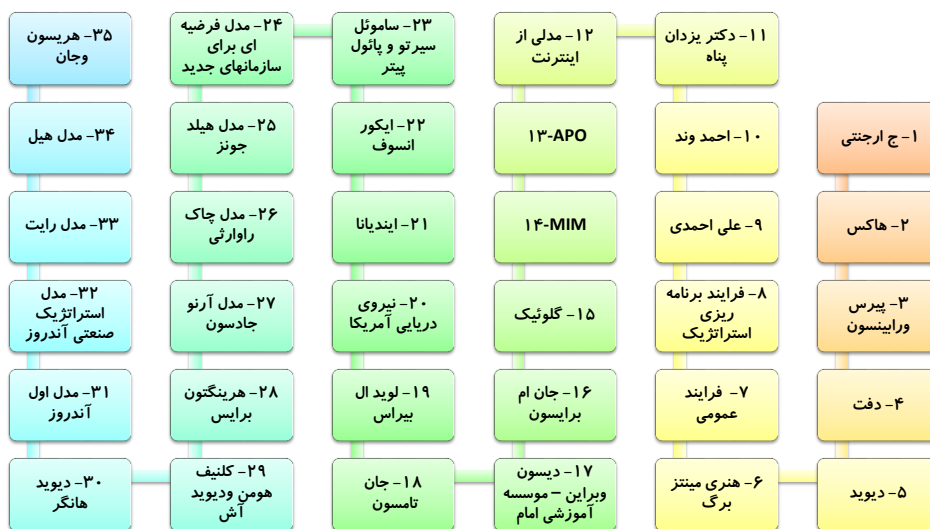 ۱- ج ارجنتی
۲- هاکس
۳- پیرس
ورابینسون
۴- دفت
۵- دیوید
۶- هنری مینتز
برگ
۷- فرایند
عمومی
۸- فرایند برنامه
ریزی
استراتژیک
۹- علی احمدی
۱۰- احمد وند
۱۱- دکتر یزدان
پناه
۱۲- مدلی از
اینترنت
۱۳-APO
۱۴-MIM
۱۵- گلوئیک
۱۶- جان ام
برایسون
۱۷- دیسون
وبراین – موسسه
آموزشی امام
۱۸- جان
تامسون
۱۹- لوید ال
بیراس
۲۰- نیروی
دریایی آمریکا
۲۱- ایندیانا
۲۲- ایکور
انسوف
۲۳- ساموئل
سیرتو و پائول
پیتر
۲۴- مدل فرضیه
ای برای
سازمانهای جدید
۲۵- مدل هیلد
جونز
۲۶- مدل چاک
راوارثی
۲۷- مدل آرنو
جادسون
۲۸- هرینگتون
برایس
۲۹- کلنیف
هومن ودیوید
آش
۳۰- دیوید
هانگر
۳۱- مدل اول
آندروز
۳۲- مدل
استراتژیک
صنعتی آندروز
۳۳- مدل رایت
۳۴- مدل هیل
۳۵- هریسون
وجان